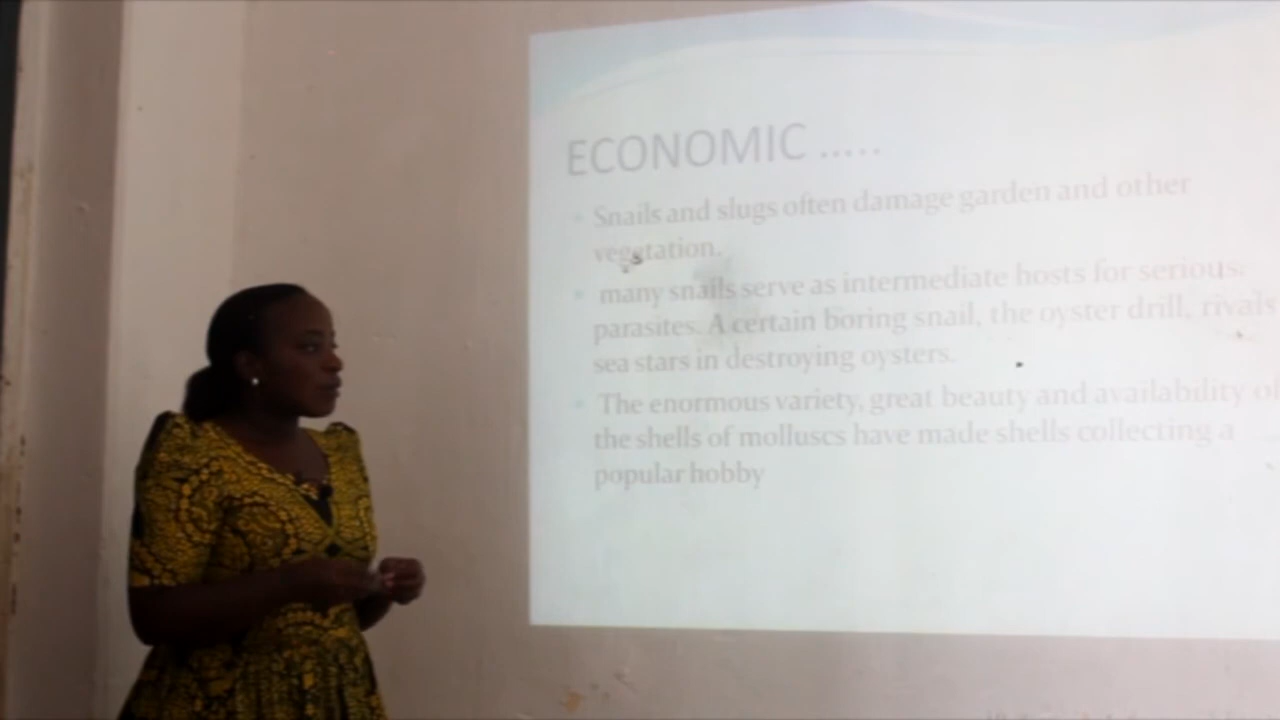 ECONOMIC .....
Snails and slugs often damage garden and other
vegetation.
many snails serve as intermediate hosts for serious
parasites. A certain boring snail, the oyster drill, rivals
sea stars in destroying oysters.
The enormous variety, great beauty and availabdity of
the shells of molluscs have made shells collecting a
popular hobby